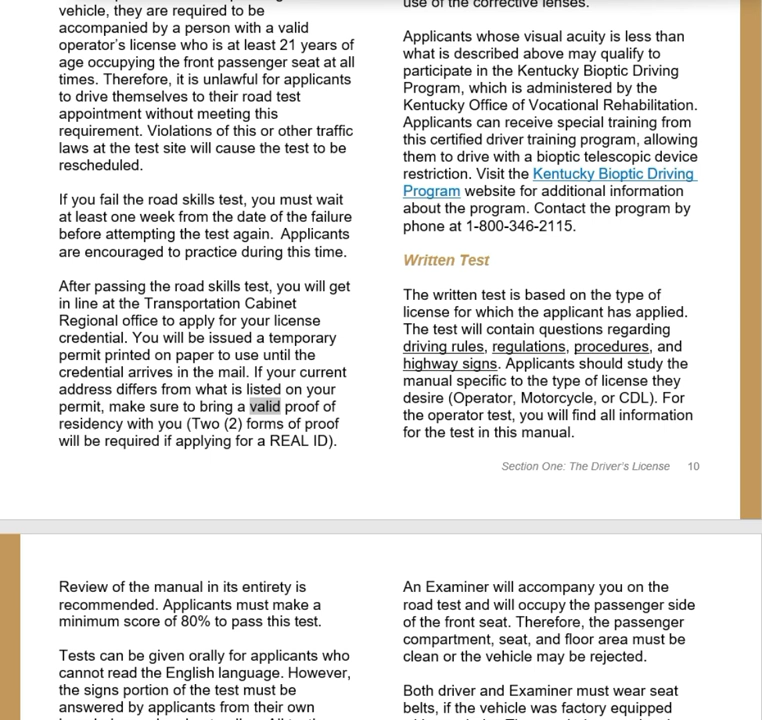 vehicle, they are required to be
accompanied by a person with a valid
operator's license who is at least 21 years of
age occupying the front passenger seat at all
times. Therefore, it is unlawful for applicants
to drive themselves to their road test
appointment without meeting this
requirement. Violations of this or other traffic
laws at the test site will cause the test to be
rescheduled.
If you fail the road skills test, you must wait
at least one week from the date of the failure
before attempting the test again.  Applicants
are encouraged to practice during this time.
After passing the road skills test, you will get
in line at the Transportation Cabinet
Regional office to apply for your license
credential. You will be issued a temporary
permit printed on paper to use until the
credential arrives in the mail. If your current
address differs from what is listed on your
permit, make sure to bring a valid proof of
residency with you (Two (2) forms of proof
will be required if applying for a REAL ID).
use of the corrective lenses.
Applicants whose visual acuity is less than
what is described above may qualify to
participate in the Kentucky Bioptic Driving
Program, which is administered by the
Kentucky Office of Vocational Rehabilitation.
Applicants can receive special training from
this certified driver training program, allowing
them to drive with a bioptic telescopic device
restriction. Visit the Kentucky Bioptic Driving
Program website for additional information
about the program. Contact the program by
phone at 1-800-346-2115.
Written Test
The written test is based on the type of
license for which the applicant has applied.
The test will contain questions regarding
driving rules, regulations, procedures, and
highway signs. Applicants should study the
manual specific to the type of license they
desire (Operator, Motorcycle, or CDL). For
the operator test, you will find all information
for the test in this manual.
Section One: The Driver's License 10
Review of the manual in its entirety is
recommended. Applicants must make a
minimum score of 80% to pass this test.
Tests can be given orally for applicants who
cannot read the English language. However,
the signs portion of the test must be
answered by applicants from their own
An Examiner will accompany you on the
road test and will occupy the passenger side
of the front seat. Therefore, the passenger
compartment, seat, and floor area must be
clean or the vehicle may be rejected.
Both driver and Examiner must wear seat
belts, if the vehicle was factory equipped